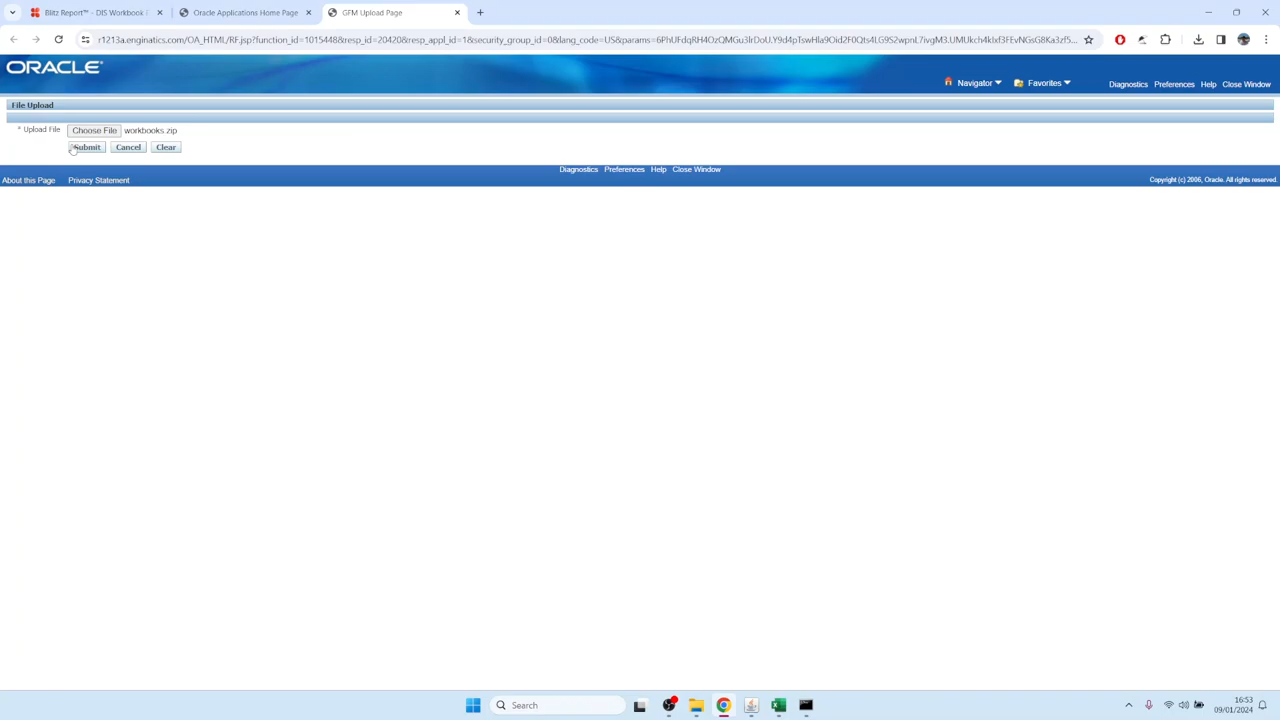 Blitz Report™ - DIS Workbook
Oracle Applications Home Page
GFM Upload Page
ORACLE
Navigator
Favorites
Diagnostics Preferences Help Close Window
File Upload
* Upload File Choose File workbooks.zip
Submit Cancel Clear
Diagnostics Preferences Help Close Window
About this Page Privacy Statement
Copyright (c) 2006, Oracle. All rights reserved.
Search
16:53
09/01/2024